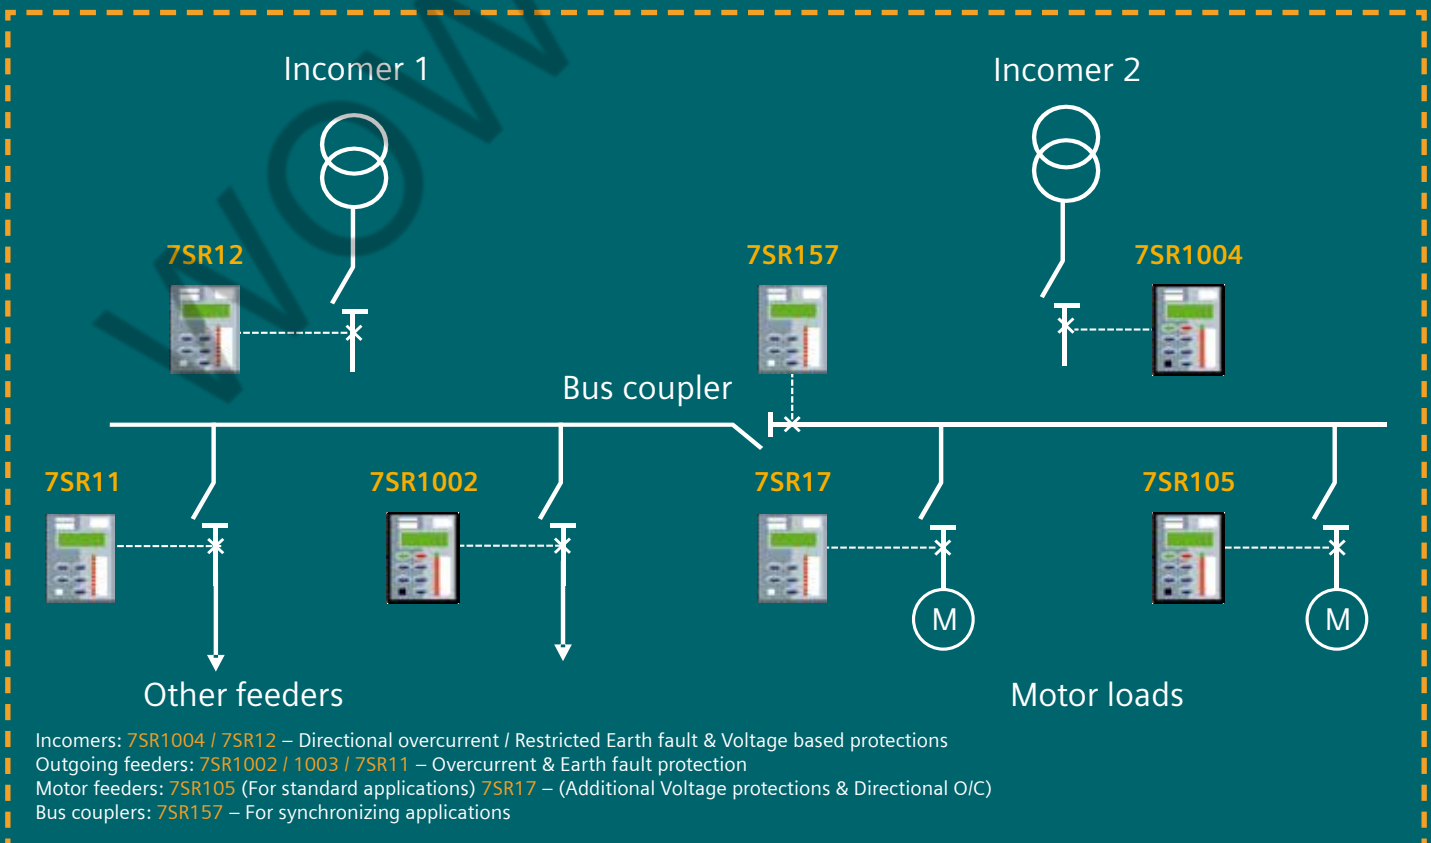 Incomer 1
Incomer 2
7SR12
7SR157
7SR1004
Bus coupler
7SR11
7SR1002
7SR17
7SR105
M
M
Other feeders
Motor loads
Incomers: 7SR1004 / 7SR12 – Directional overcurrent / Restricted Earth fault & Voltage based protections
Outgoing feeders: 7SR1002 / 1003 / 7SR11 – Overcurrent & Earth fault protection
Motor feeders: 7SR105 (For standard applications) 7SR17 – (Additional Voltage protections & Directional O/C)
Bus couplers: 7SR157 – For synchronizing applications